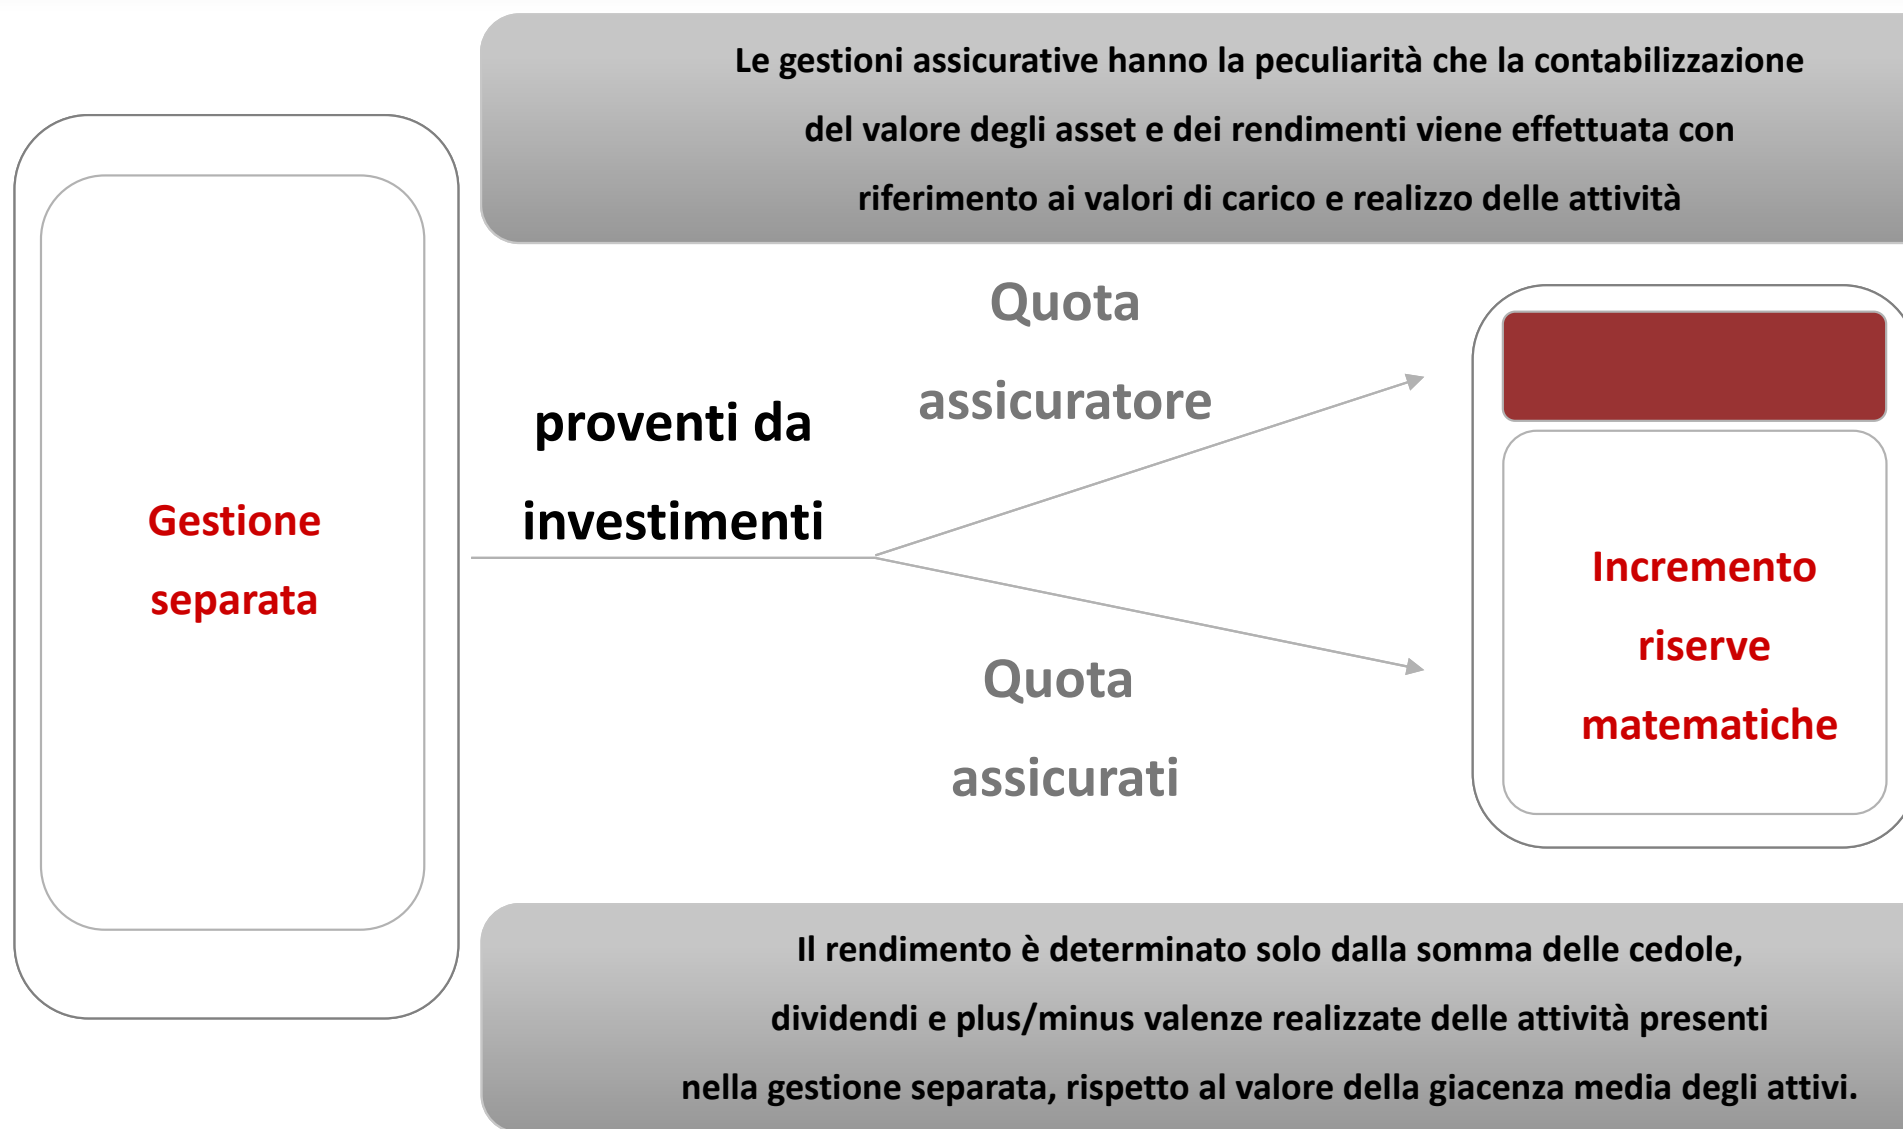 Le gestioni assicurative hanno la peculiarità che la contabilizzazione
del valore degli asset e dei rendimenti viene effettuata con
riferimento ai valori di carico e realizzo delle attività
Gestione
separata
proventi da
investimenti
Quota
assicuratore
Quota
assicurati
Incremento
riserve
matematiche
Il rendimento è determinato solo dalla somma delle cedole,
dividendi e plus/minus valenze realizzate delle attività presenti
nella gestione separata, rispetto al valore della giacenza media degli attivi.